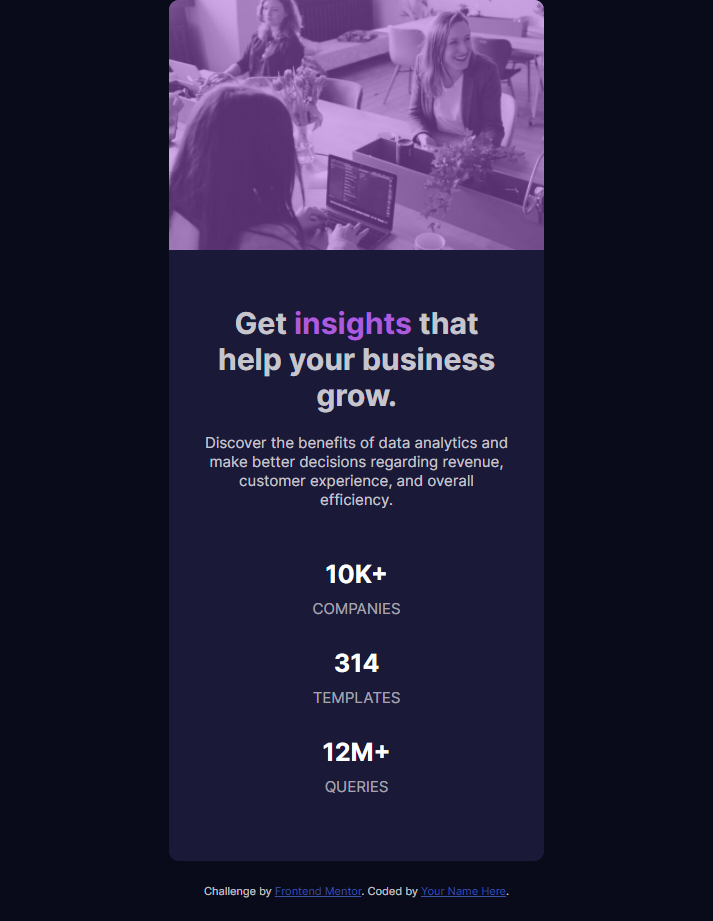 Get insights that
help your business
grow.
Discover the benefits of data analytics and
make better decisions regarding revenue,
customer experience, and overall
efficiency.
10K+
COMPANIES
314
TEMPLATES
12M+
QUERIES
Challenge by Frontend Mentor. Coded by Your Name Here.